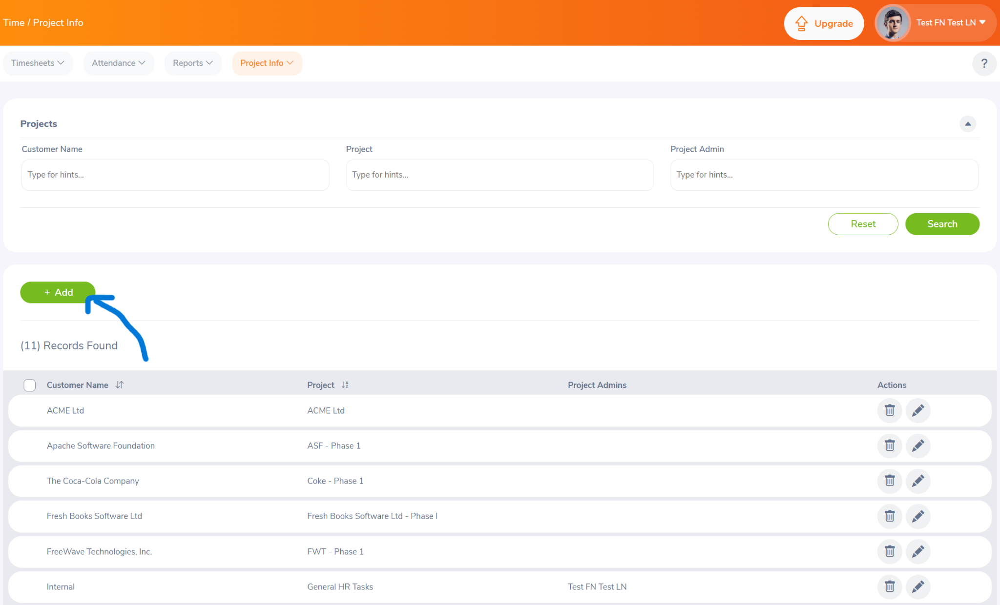 Time / Project Info
Upgrade
Test FN Test LN
Timesheets
Attendance
Reports
Project Info
?
Projects
Customer Name
Project
Project Admin
Type for hints...
Type for hints...
Type for hints...
Reset
Search
+ Add
(11) Records Found
Customer Name
Project
Project Admins
Actions
ACME Ltd
ACME Ltd
Apache Software Foundation
ASF - Phase 1
The Coca-Cola Company
Coke - Phase 1
Fresh Books Software Ltd
Fresh Books Software Ltd - Phase I
FreeWave Technologies, Inc.
FWT - Phase 1
Internal
General HR Tasks
Test FN Test LN